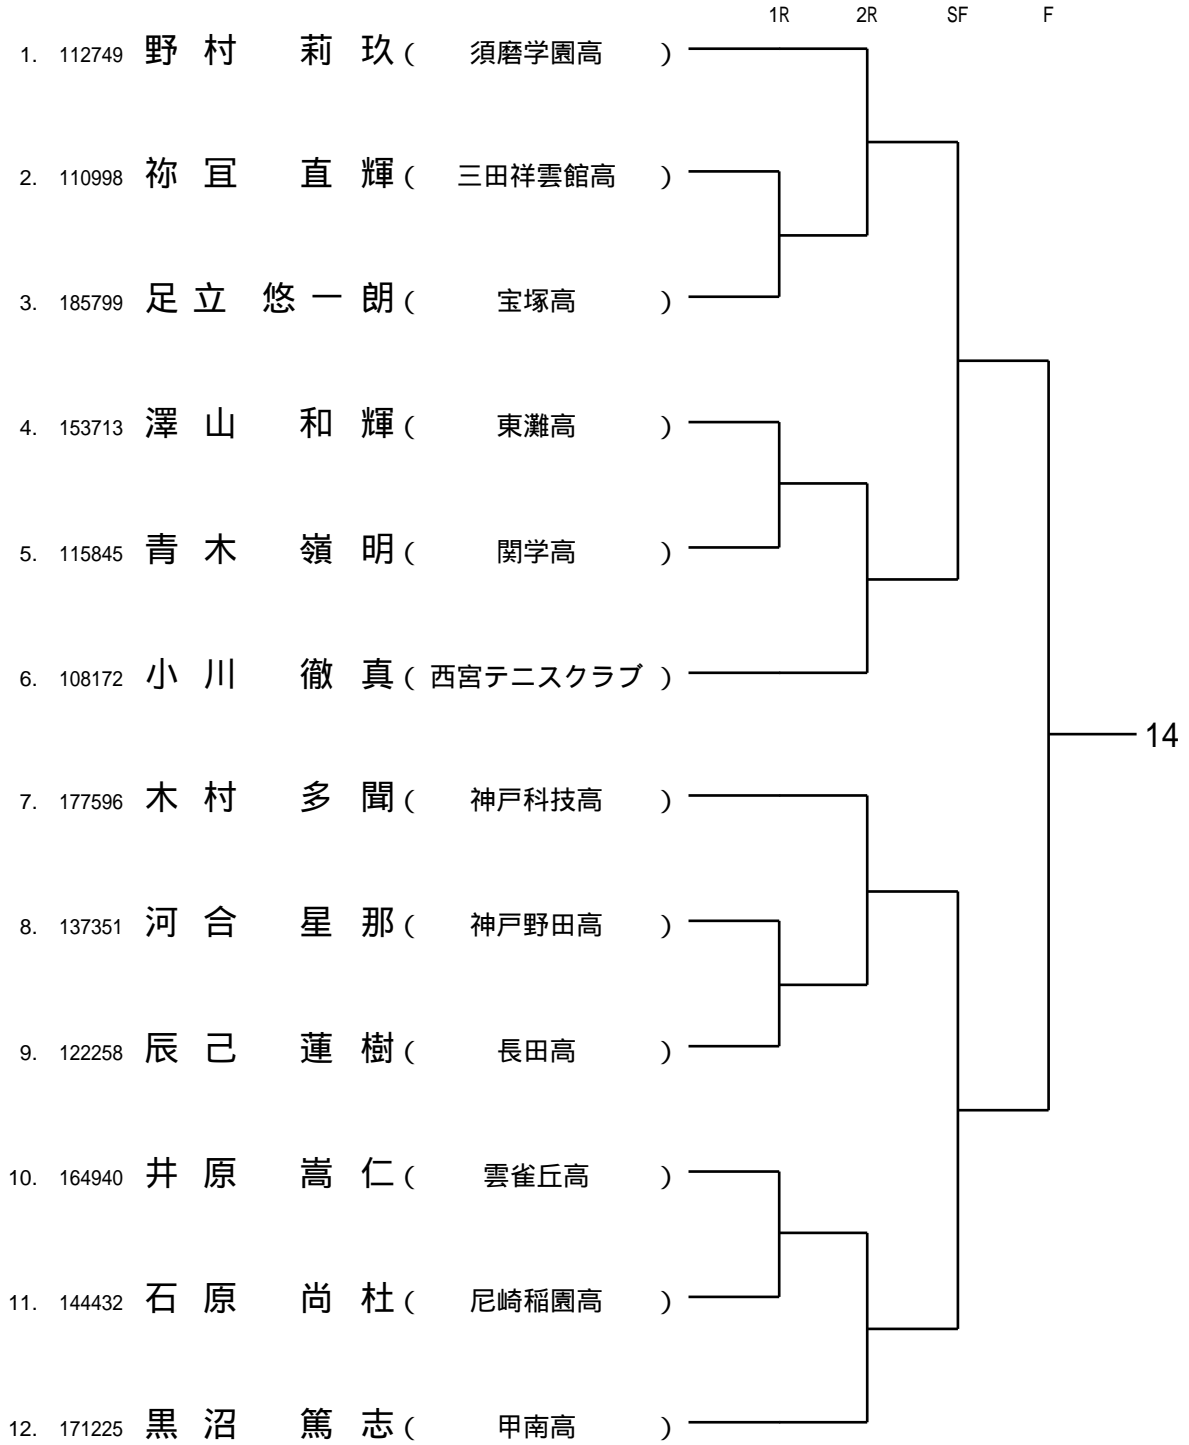 1R 2R SF F
1. 112749 野村 莉玖 ( 須磨学園高 )
2. 110998 祢冝 直輝 ( 三田祥雲館高 )
3. 185799 足立 悠一朗 ( 宝塚高 )
4. 153713 澤山 和輝 ( 東灘高 )
5. 115845 青木 嶺明 ( 関学高 )
6. 108172 小川 徹真 ( 西宮テニスクラブ )
14
7. 177596 木村 多聞 ( 神戸科技高 )
8. 137351 河合 星那 ( 神戸野田高 )
9. 122258 辰己 蓮樹 ( 長田高 )
10. 164940 井原 嵩仁 ( 雲雀丘高 )
11. 144432 石原 尚杜 ( 尼崎稲園高 )
12. 171225 黒沼 篤志 ( 甲南高 )